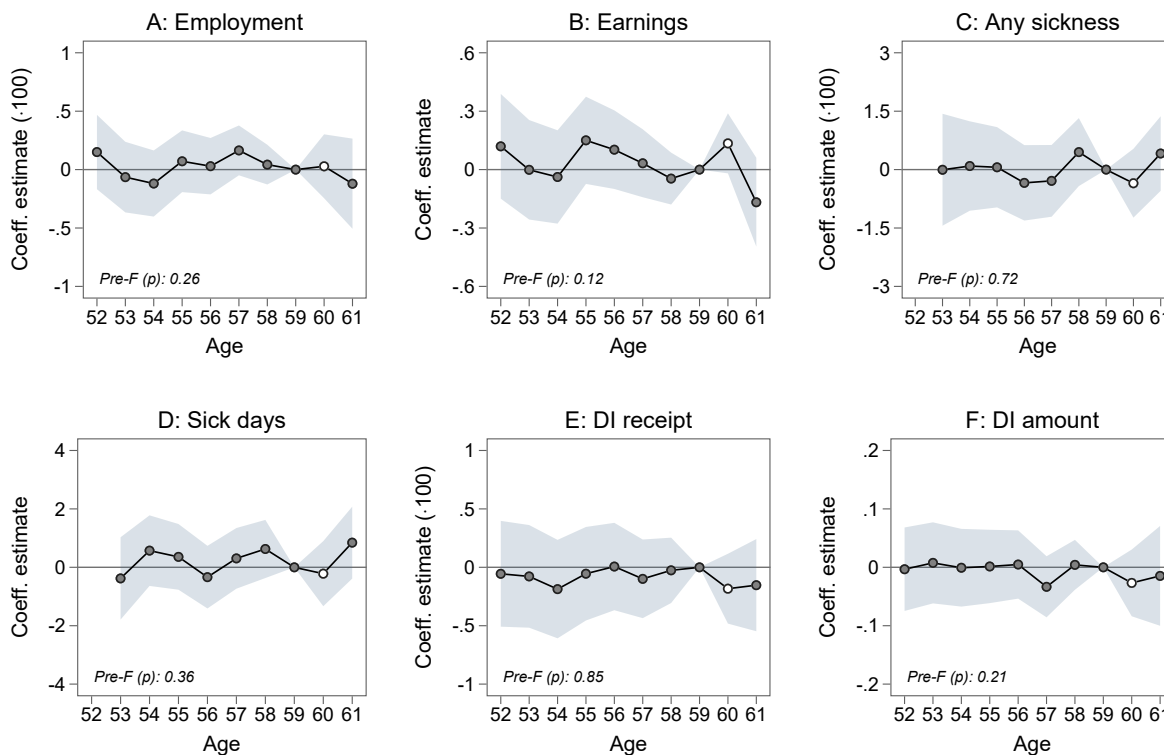 A: Employment
Coeff. estimate (·100)
1
.5
0
-.5
-1
Pre-F (p): 0.26
52 53 54 55 56 57 58 59 60 61
Age
B: Earnings
Coeff. estimate
.6
.3
0
-.3
-.6
Pre-F (p): 0.12
52 53 54 55 56 57 58 59 60 61
Age
C: Any sickness
Coeff. estimate (·100)
3
1.5
0
-1.5
-3
Pre-F (p): 0.72
52 53 54 55 56 57 58 59 60 61
Age
D: Sick days
Coeff. estimate
4
2
0
-2
-4
Pre-F (p): 0.36
52 53 54 55 56 57 58 59 60 61
Age
E: DI receipt
Coeff. estimate (·100)
1
.5
0
-.5
-1
Pre-F (p): 0.85
52 53 54 55 56 57 58 59 60 61
Age
F: DI amount
Coeff. estimate
.2
.1
0
-.1
-.2
Pre-F (p): 0.21
52 53 54 55 56 57 58 59 60 61
Age